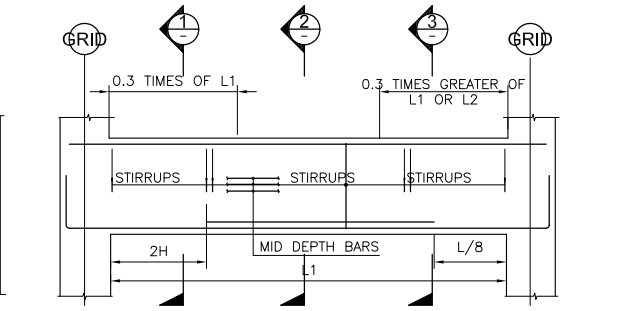 1
2
3
-
-
-
GRID
GRID
0.3 TIMES OF L1
0.3 TIMES GREATER OF
L1 OR L2
STIRRUPS
STIRRUPS
STIRRUPS
2H
MID DEPTH BARS
L/8
L1